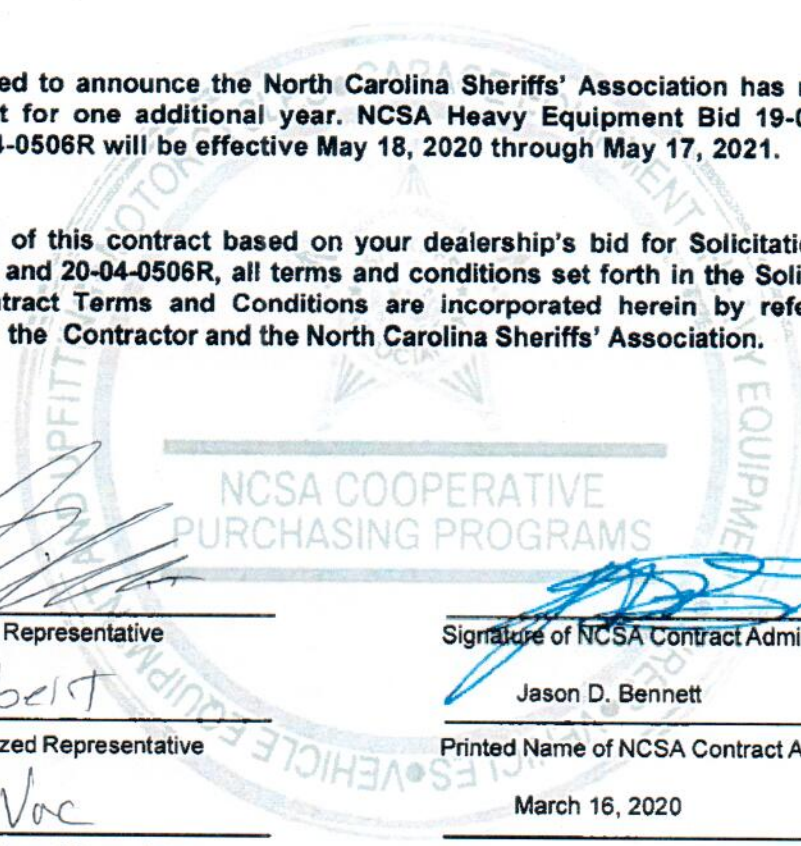 ed to announce the North Carolina Sheriffs' Association has r
t for one additional year. NCSA Heavy Equipment Bid 19-0
-0506R will be effective May 18, 2020 through May 17, 2021.
of this contract based on your dealership's bid for Solicitati
and 20-04-0506R, all terms and conditions set forth in the Soli
tract Terms and Conditions are incorporated herein by refe
the Contractor and the North Carolina Sheriffs' Association.
NCSA COOPERATIVE
PURCHASING PROGRAMS
Representative
Signature of NCSA Contract Admi
Jason D. Bennett
zed Representative
Printed Name of NCSA Contract A
Vac
March 16, 2020